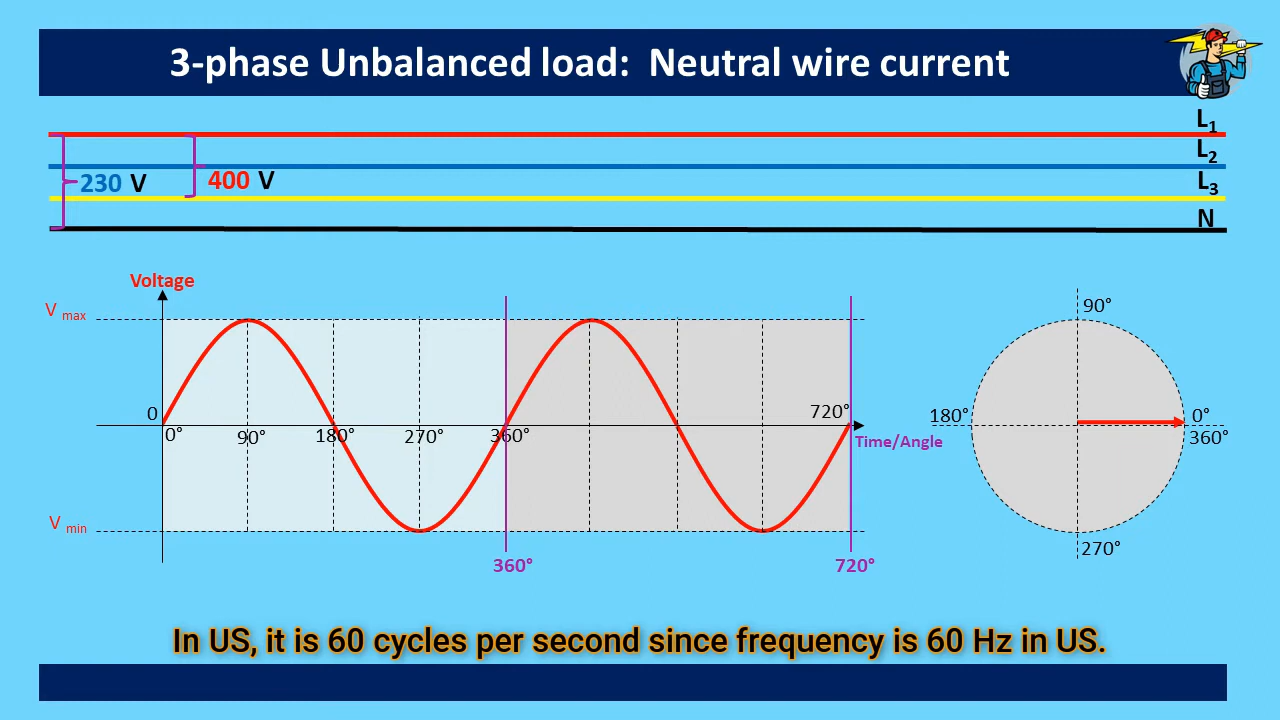 3-phase Unbalanced load: Neutral wire current
L1
L2
230 V
400 V
L3
N
Voltage
V max
90°
0
720°
180°
0°
0°
90°
180°
270°
360°
Time/Angle
360°
V min
270°
360°
720°
In US, it is 60 cycles per second since frequency is 60 Hz in US.